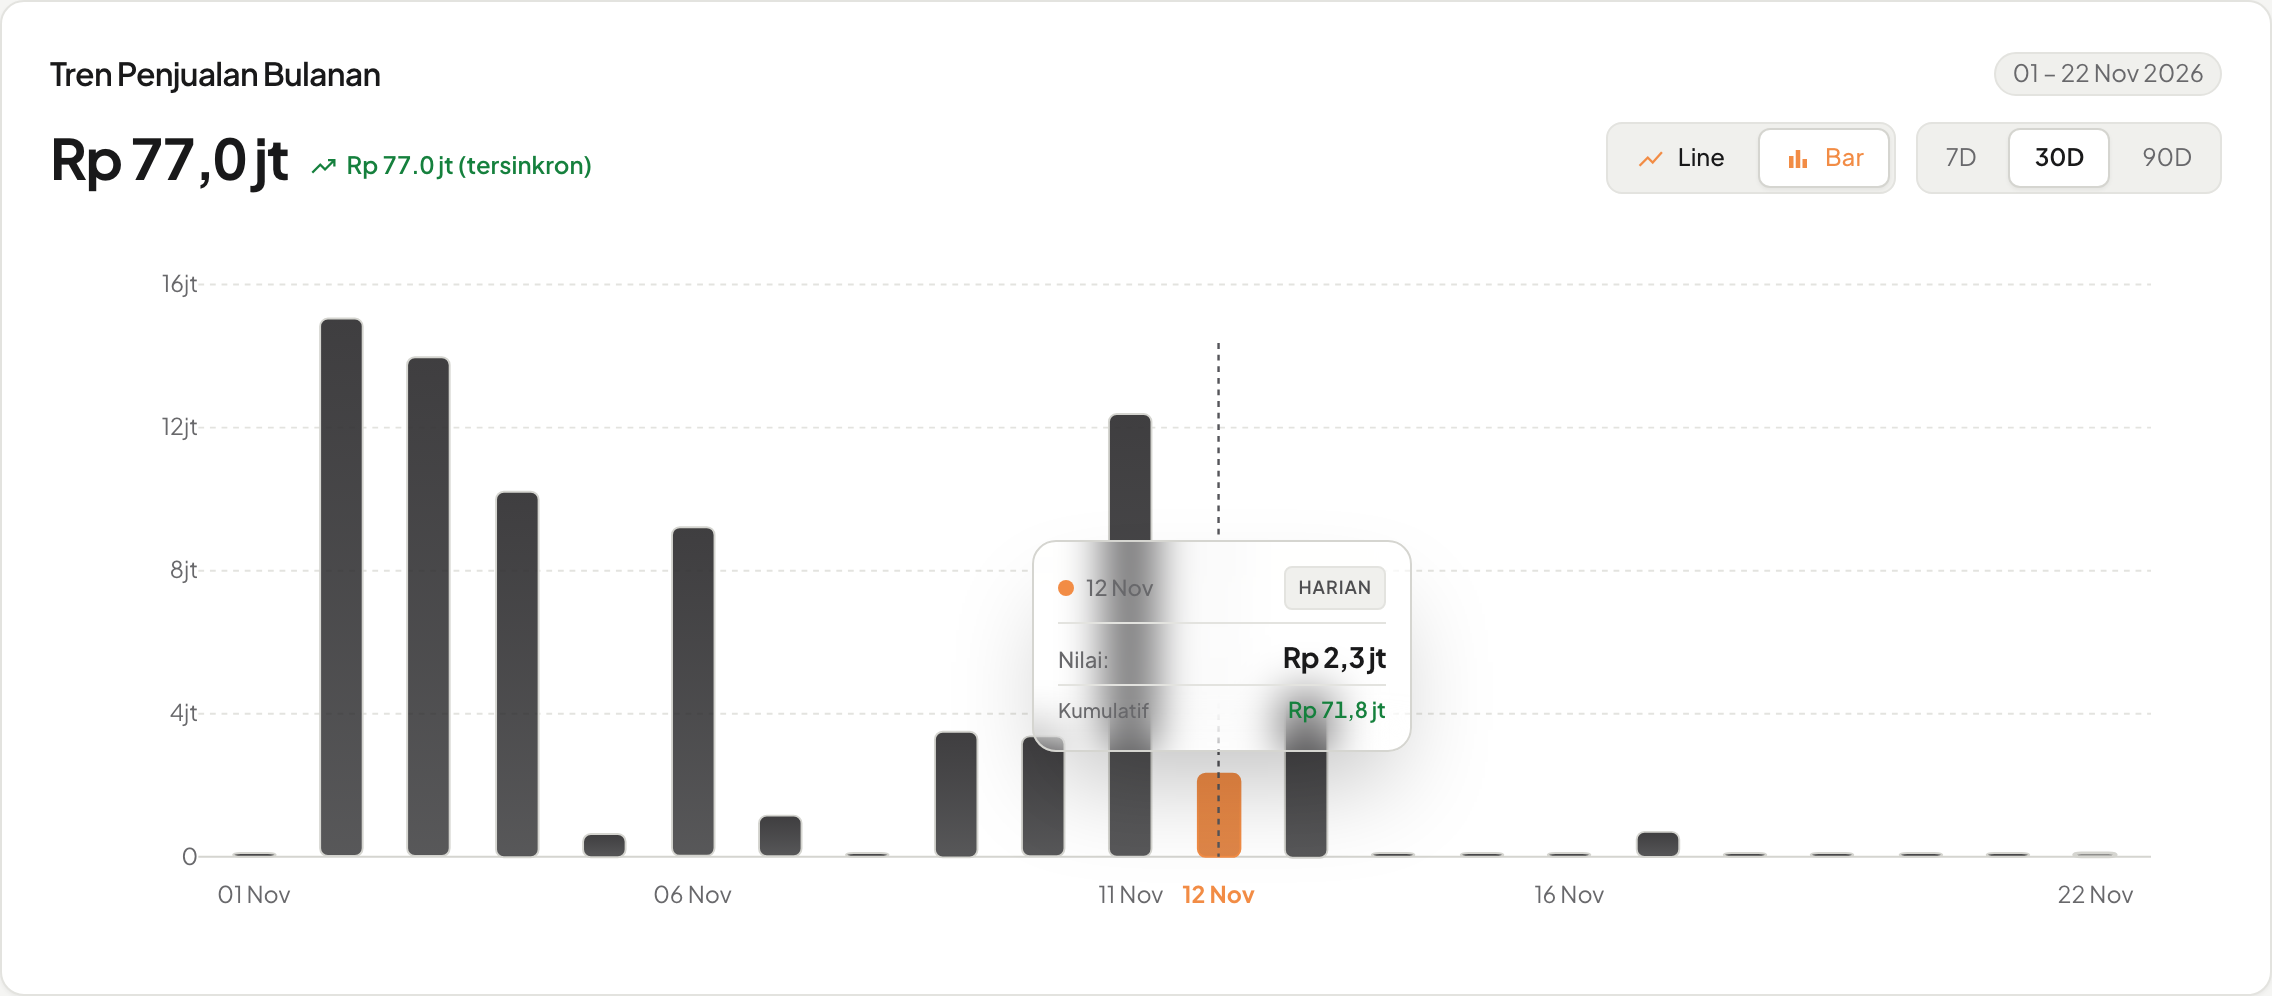 Tren Penjualan Bulanan
01 – 22 Nov 2026
Rp 77,0 jt
Rp 77.0 jt (tersinkron)
Line
Bar
7D
30D
90D
16jt
12jt
8jt
4jt
0
12 Nov
HARIAN
Nilai:
Rp 2,3 jt
Kumulatif
Rp 71,8 jt
01 Nov
06 Nov
11 Nov
12 Nov
16 Nov
22 Nov